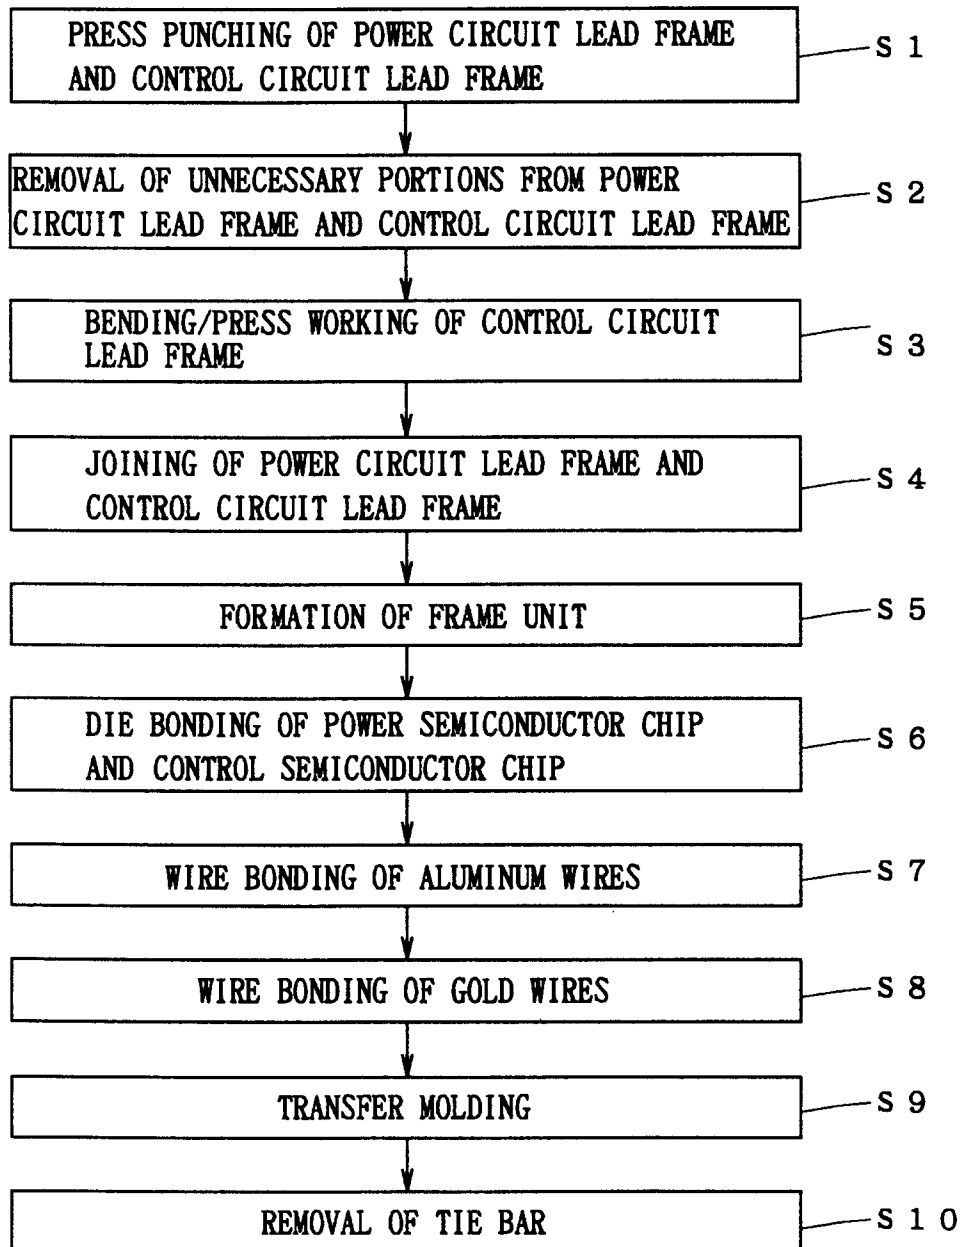 PRESS PUNCHING OF POWER CIRCUIT LEAD FRAME
AND CONTROL CIRCUIT LEAD FRAME
S 1
REMOVAL OF UNNECESSARY PORTIONS FROM POWER
CIRCUIT LEAD FRAME AND CONTROL CIRCUIT LEAD FRAME
S 2
BENDING/PRESS WORKING OF CONTROL CIRCUIT
LEAD FRAME
S 3
JOINING OF POWER CIRCUIT LEAD FRAME AND
CONTROL CIRCUIT LEAD FRAME
S 4
FORMATION OF FRAME UNIT
S 5
DIE BONDING OF POWER SEMICONDUCTOR CHIP
AND CONTROL SEMICONDUCTOR CHIP
S 6
WIRE BONDING OF ALUMINUM WIRES
S 7
WIRE BONDING OF GOLD WIRES
S 8
TRANSFER MOLDING
S 9
REMOVAL OF TIE BAR
S 1 0